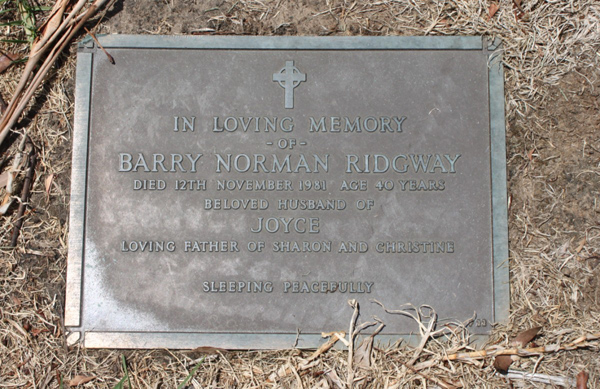 IN LOVING MEMORY
- OF -
BARRY NORMAN RIDGWAY
DIED 12TH NOVEMBER 1981 AGE 40 YEARS
BELOVED HUSBAND OF
JOYCE
LOVING FATHER OF SHARON AND CHRISTINE
SLEEPING PEACEFULLY